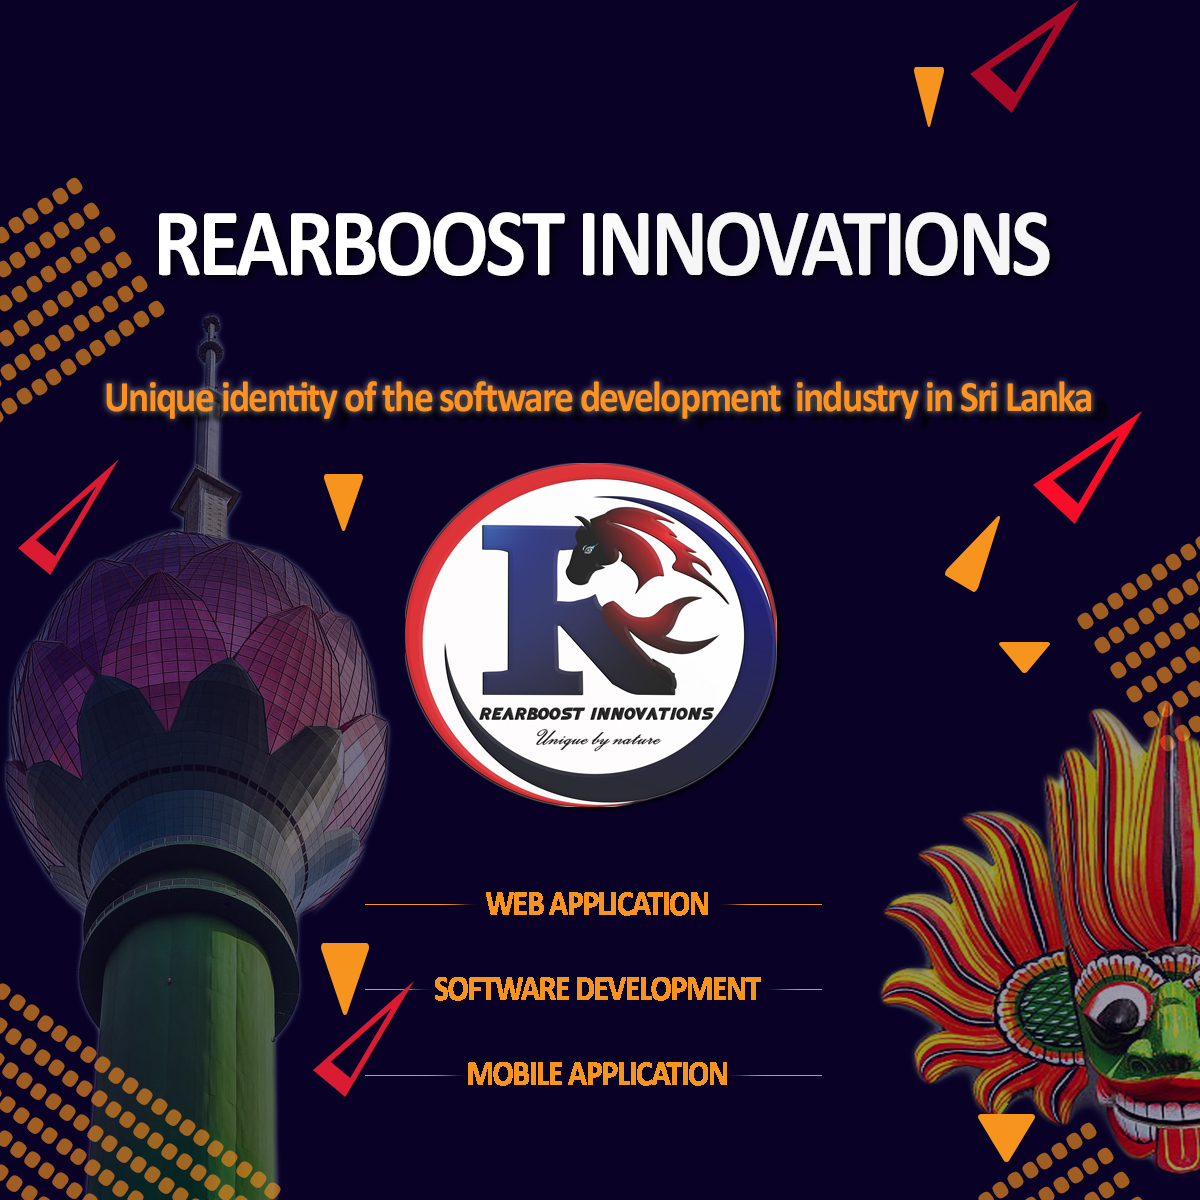 REARBOOST INNOVATIONS
Unique identity of the software development industry in Sri Lanka
R
REARBOOST INNOVATIONS
Unique by nature
WEB APPLICATION
SOFTWARE DEVELOPMENT
MOBILE APPLICATION